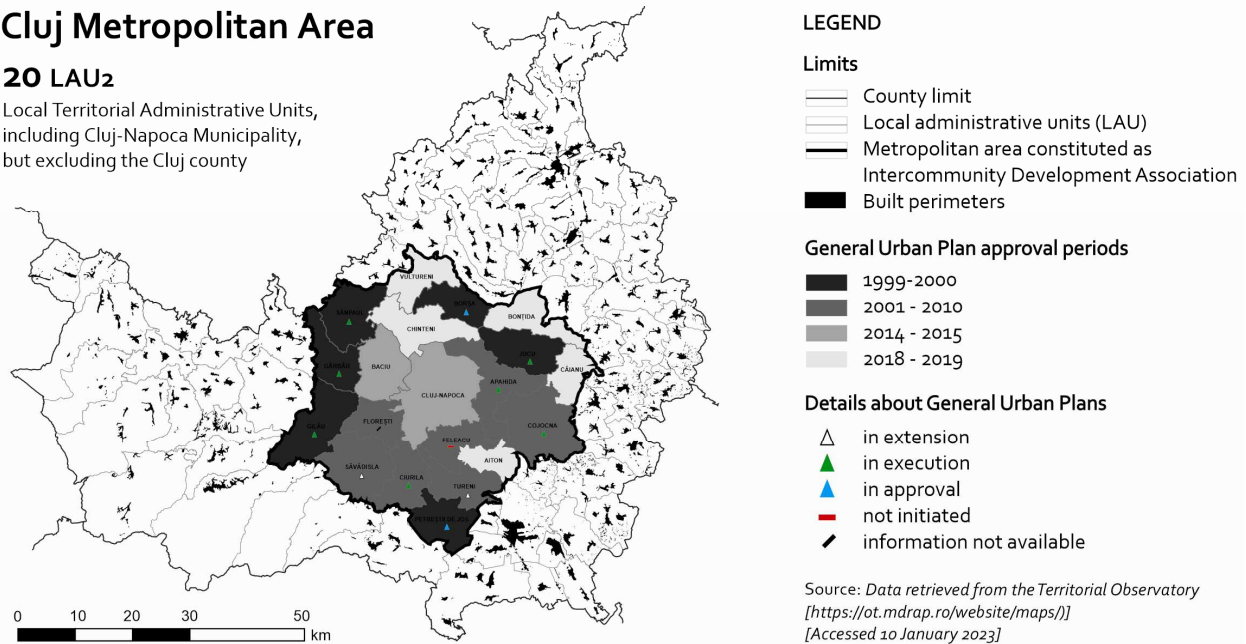 Cluj Metropolitan Area
20 LAU2
Local Territorial Administrative Units,
including Cluj-Napoca Municipality,
but excluding the Cluj county
VULTURENI
BORȘA
SÂNPAUL
BONȚIDA
CHINTENI
JUCU
GÂRBĂU
BACIU
CĂIANU
APAHIDA
CLUJ-NAPOCA
FLOREȘTI
GILĂU
COJOCNA
FELEACU
AITON
SĂVĂDISLA
CIURILA
TURENI
PETREȘTII DE JOS
0 10 20 30 40 50
km
LEGEND
Limits
County limit
Local administrative units (LAU)
Metropolitan area constituted as
Intercommunity Development Association
Built perimeters
General Urban Plan approval periods
1999-2000
2001 - 2010
2014 - 2015
2018 - 2019
Details about General Urban Plans
in extension
in execution
in approval
not initiated
information not available
Source: Data retrieved from the Territorial Observatory
[https://ot.mdrap.ro/website/maps/)]
[Accessed 10 January 2023]